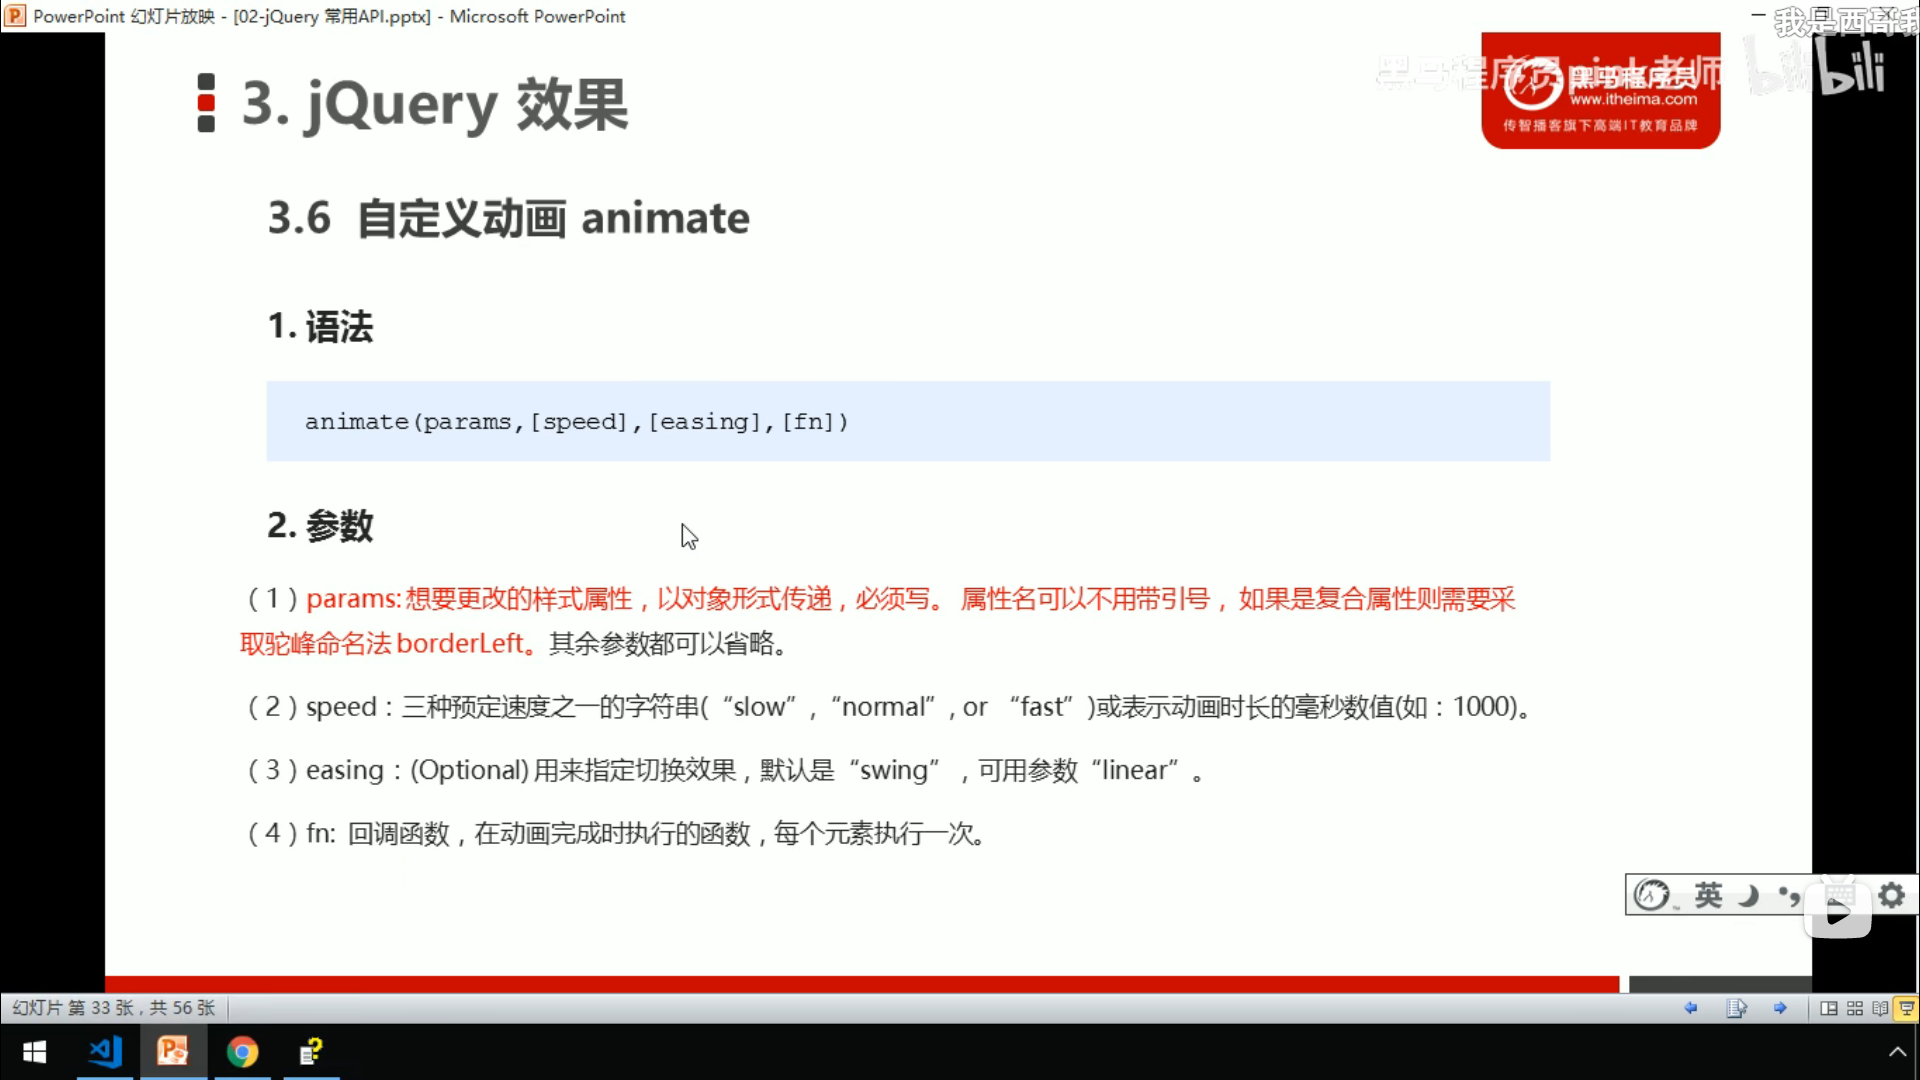 PowerPoint 幻灯片放映 - [02-jQuery 常用API.pptx] - Microsoft PowerPoint
我是西哥我
黑马程序员pink老师
bilibili
3. jQuery 效果
www.itheima.com
传智播客旗下高端IT教育品牌
3.6 自定义动画 animate
1. 语法
animate(params,[speed],[easing],[fn])
2. 参数
（1）params:想要更改的样式属性，以对象形式传递，必须写。 属性名可以不用带引号， 如果是复合属性则需要采
取驼峰命名法 borderLeft。其余参数都可以省略。
（2）speed：三种预定速度之一的字符串(“slow”,“normal”, or “fast”)或表示动画时长的毫秒数值(如：1000)。
（3）easing：(Optional) 用来指定切换效果，默认是“swing”，可用参数“linear”。
（4）fn: 回调函数，在动画完成时执行的函数，每个元素执行一次。
英
幻灯片 第 33 张，共 56 张